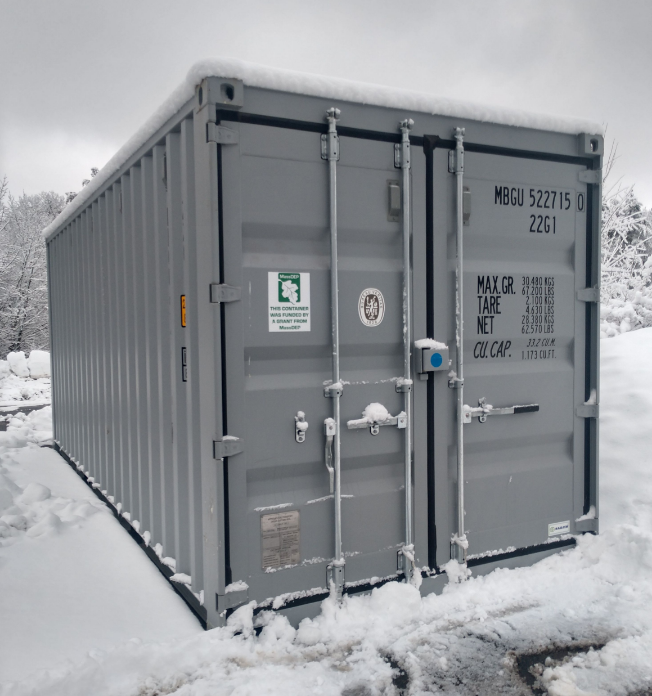 MBGU 522715 0
22G1
MAX.GR. 30.480 KGS
67.200 LBS
TARE 2.100 KGS
4.630 LBS
NET 28.380 KGS
62.570 LBS
CU.CAP. 33.2 CU.M.
1.173 CU.FT.
MassDEP
THIS CONTAINER
WAS FUNDED BY
A GRANT FROM
MassDEP